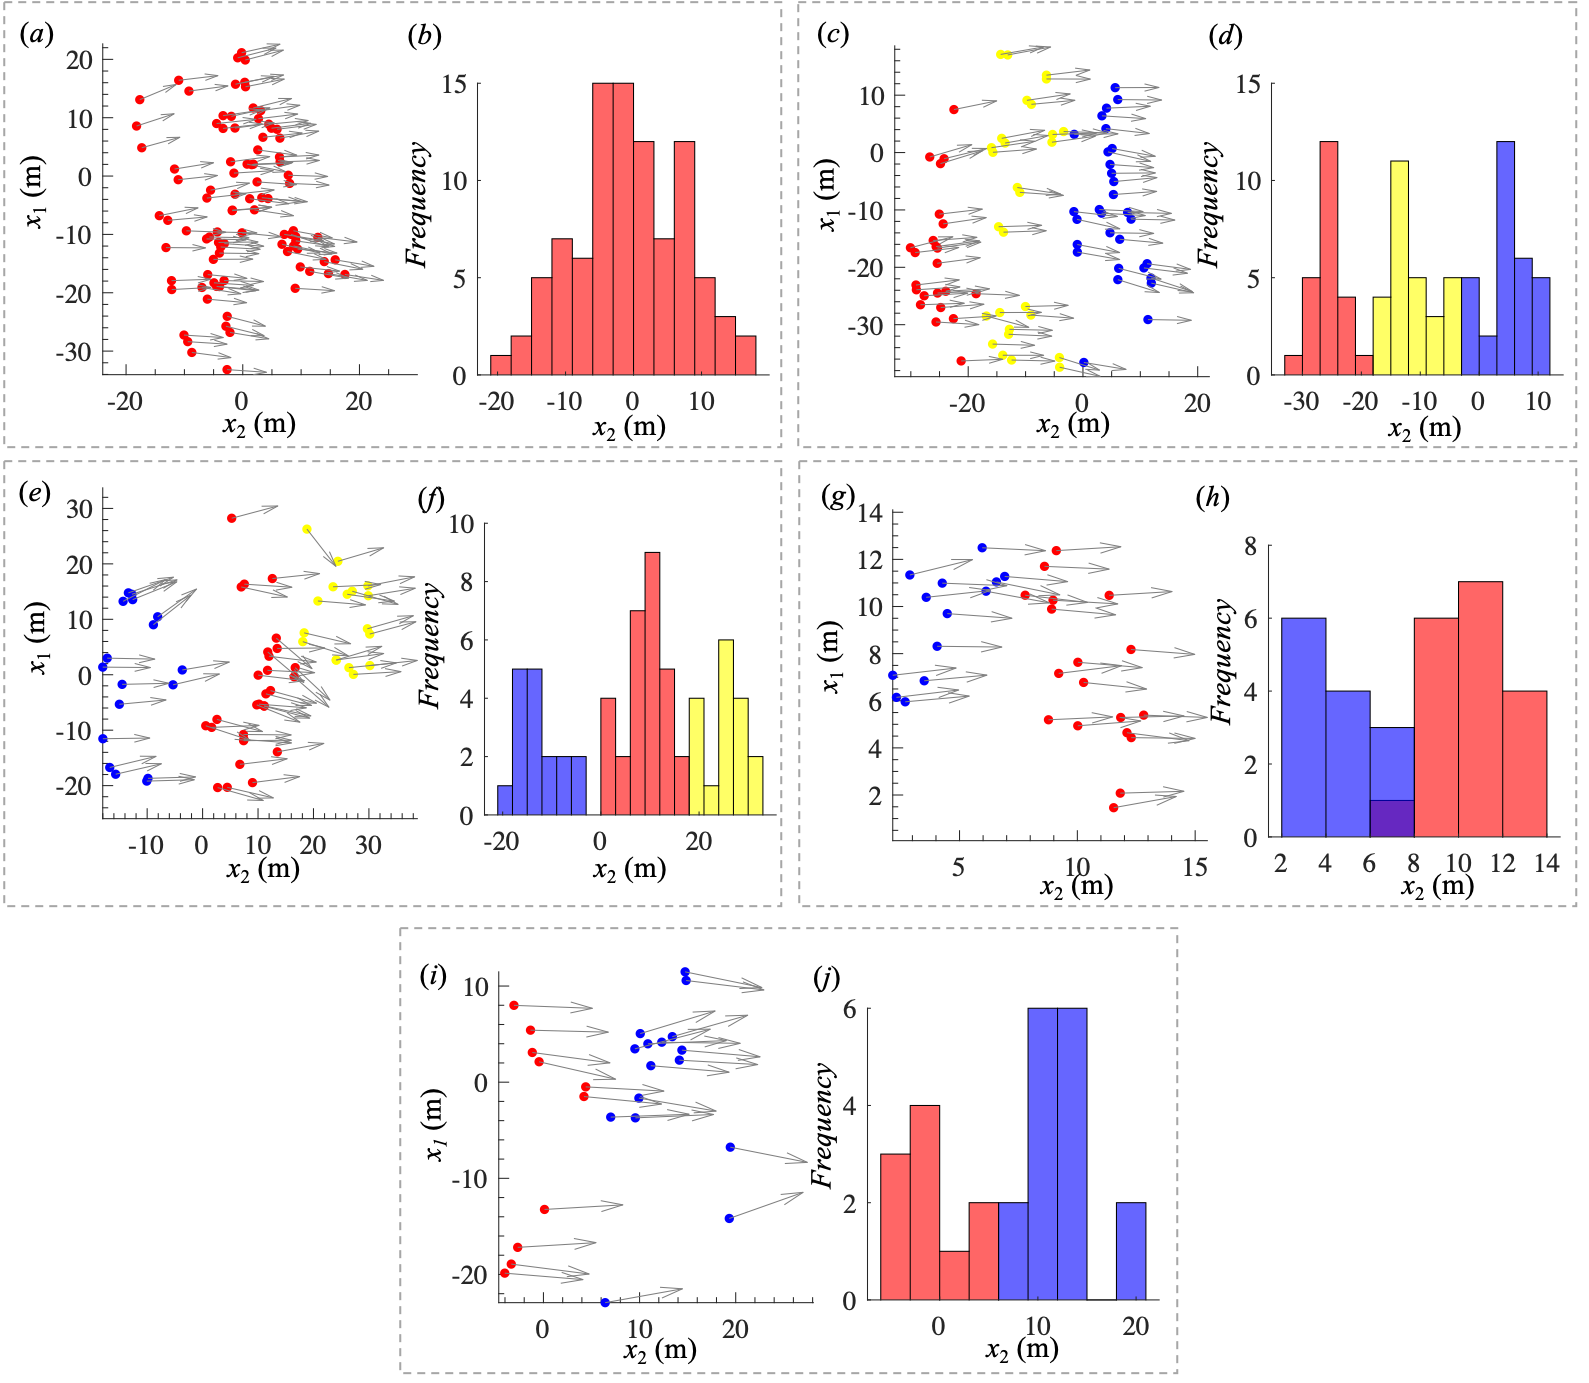 (a)
20
10
0
-10
-20
-30
x1 (m)
-20 0 20
x2 (m)
(b)
15
10
5
0
Frequency
-20 -10 0 10
x2 (m)
(c)
10
0
-10
-20
-30
x1 (m)
-20 0 20
x2 (m)
(d)
15
10
5
0
Frequency
-30 -20 -10 0 10
x2 (m)
(e)
30
20
10
0
-10
-20
x1 (m)
-10 0 10 20 30
x2 (m)
(f)
10
8
6
4
2
0
Frequency
-20 0 20
x2 (m)
(g)
14
12
10
8
6
4
2
x1 (m)
5 10 15
x2 (m)
(h)
8
6
4
2
0
Frequency
2 4 6 8 10 12 14
x2 (m)
(i)
10
0
-10
-20
x1 (m)
0 10 20
x2 (m)
(j)
6
4
2
0
Frequency
0 10 20
x2 (m)